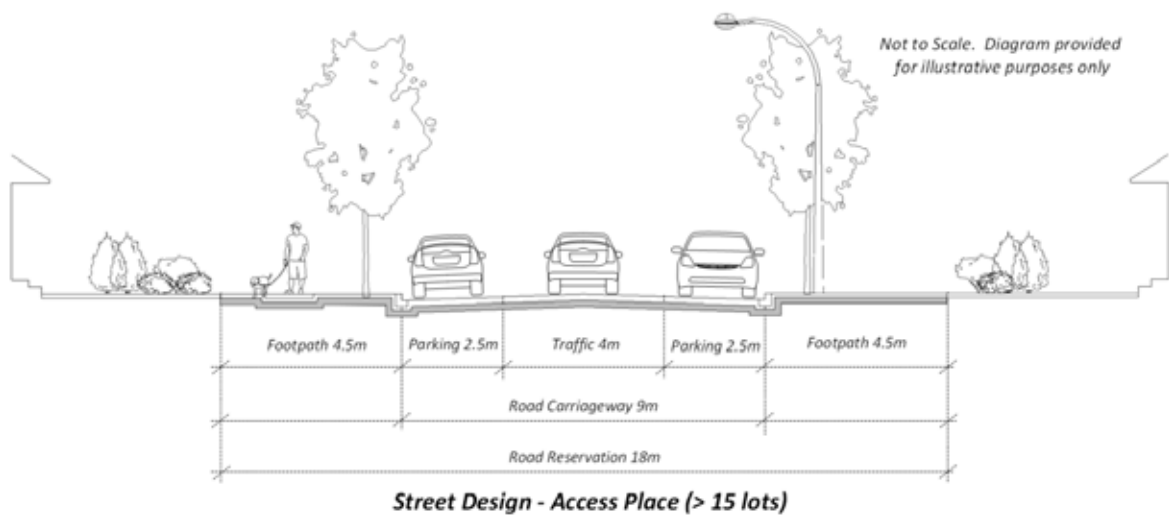 Not to Scale. Diagram provided
for illustrative purposes only
Footpath 4.5m
Parking 2.5m
Traffic 4m
Parking 2.5m
Footpath 4.5m
Road Carriageway 9m
Road Reservation 18m
Street Design - Access Place (> 15 lots)